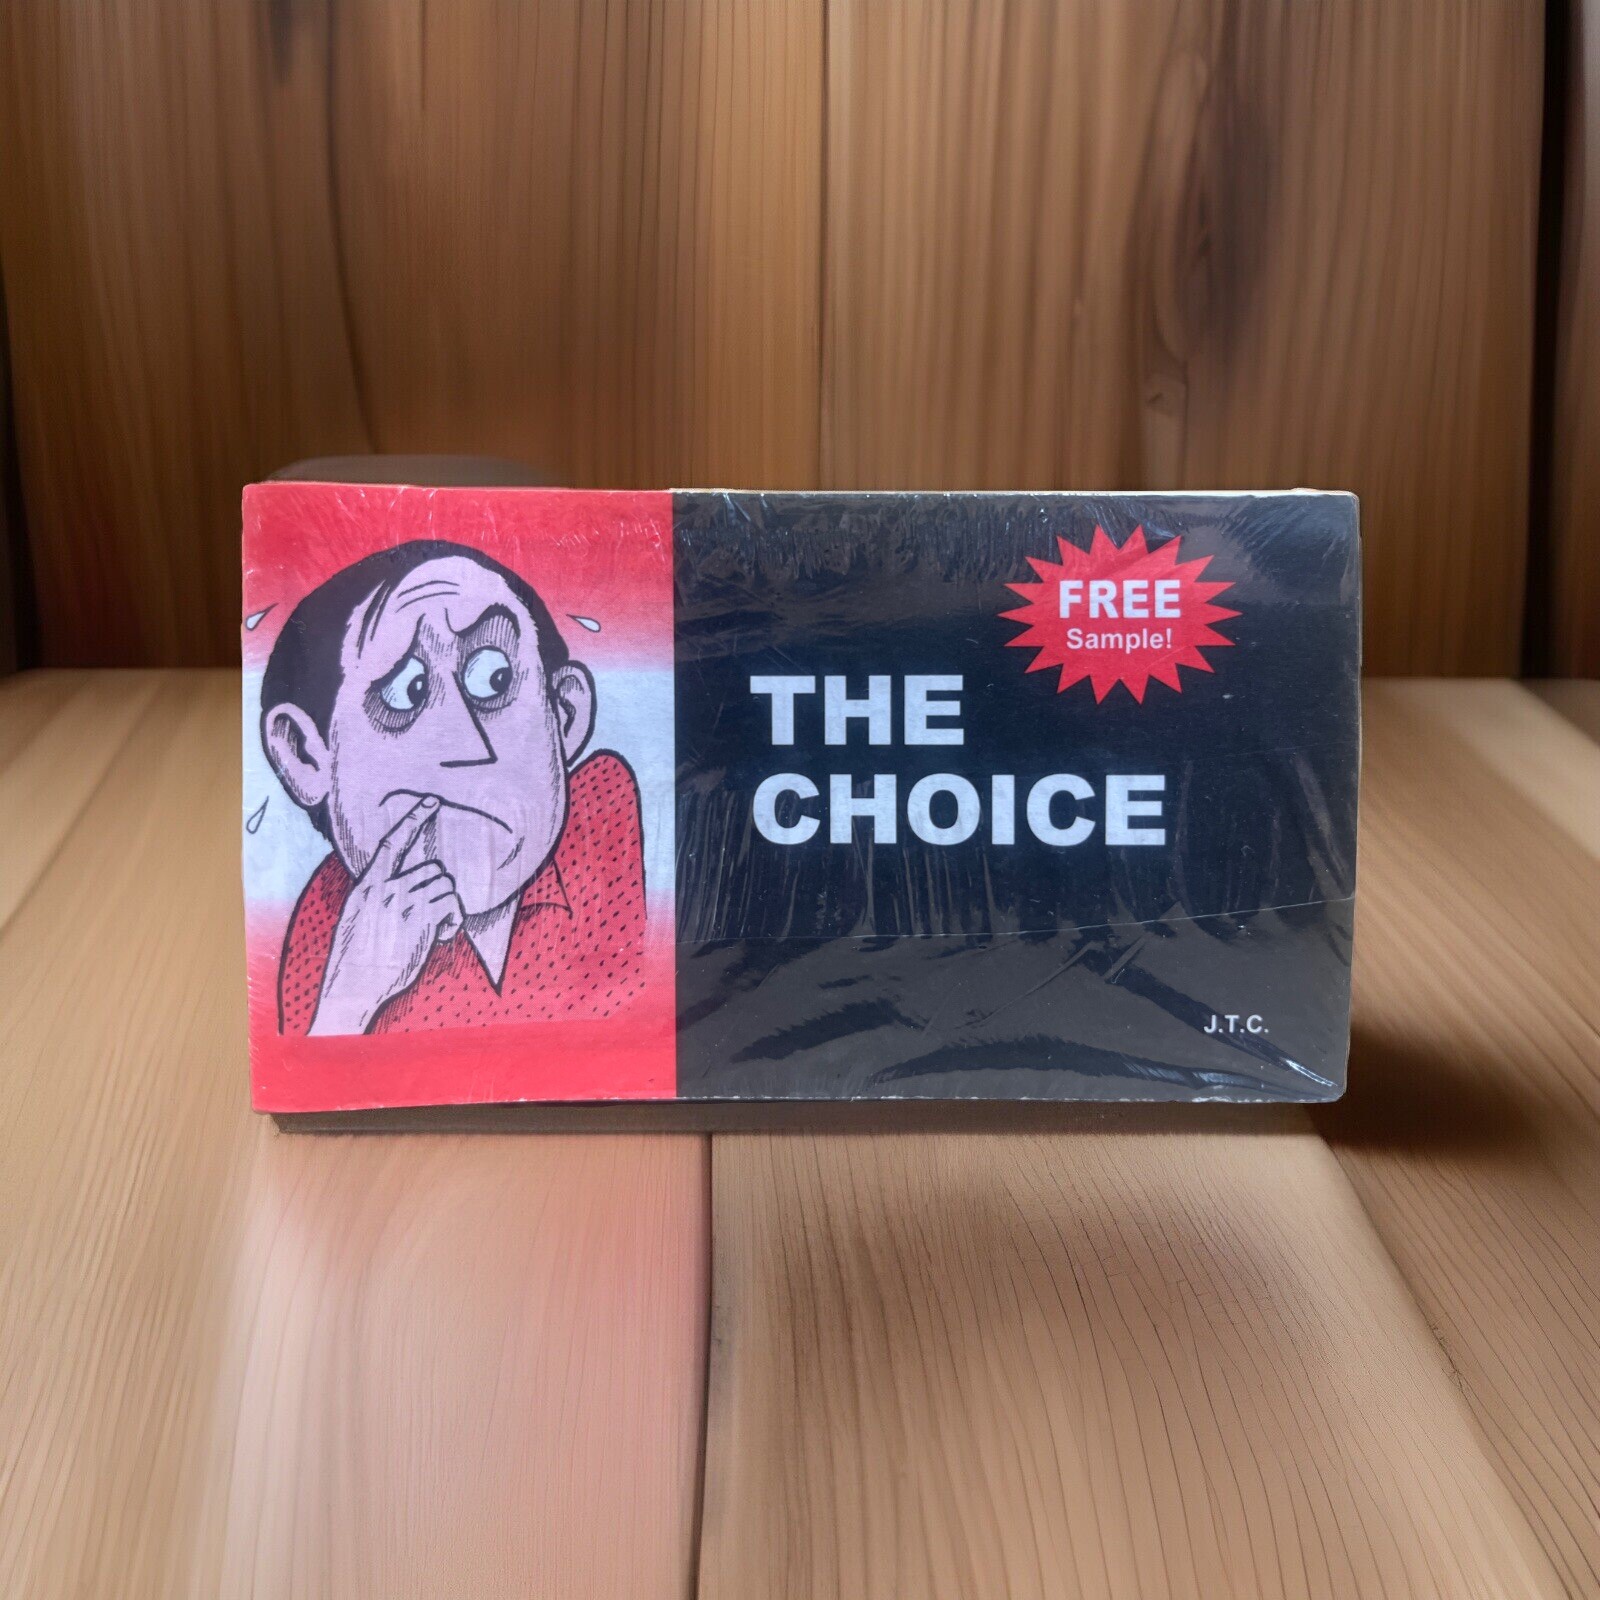 FREE
Sample!
THE
CHOICE
J.T.C.